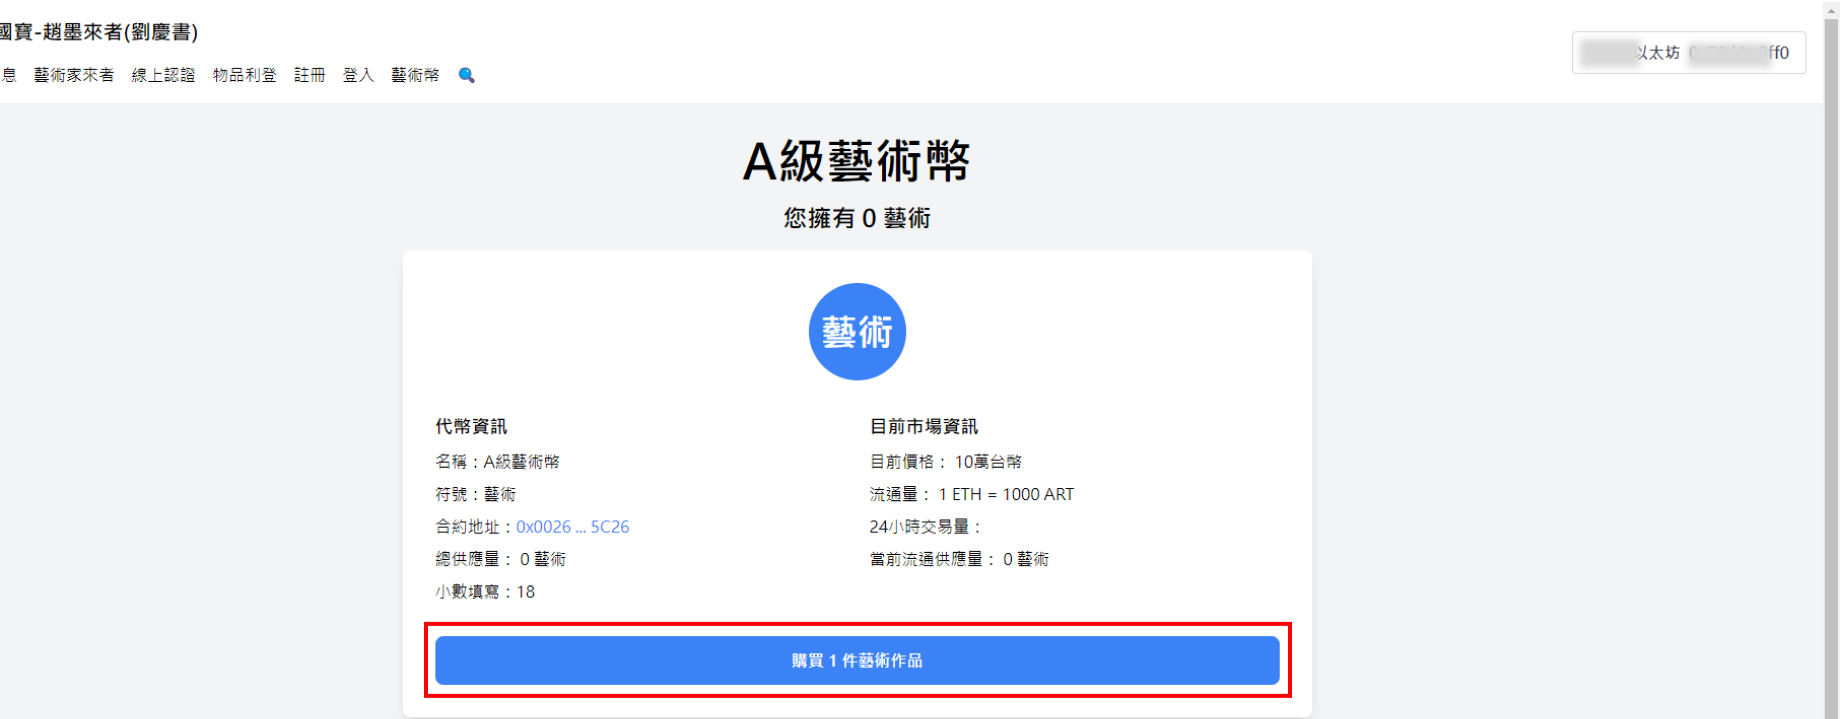 國寶-趙墨來者(劉慶書)
息 藝術家來者 線上認證 物品利登 註冊 登入 藝術幣
以太坊 ff0
A級藝術幣
您擁有 0 藝術
藝術
代幣資訊
名稱：A級藝術幣
符號：藝術
合約地址：0x0026 ... 5C26
總供應量： 0 藝術
小數填寫：18
目前市場資訊
目前價格： 10萬台幣
流通量： 1 ETH = 1000 ART
24小時交易量：
當前流通供應量： 0 藝術
購買 1 件藝術作品